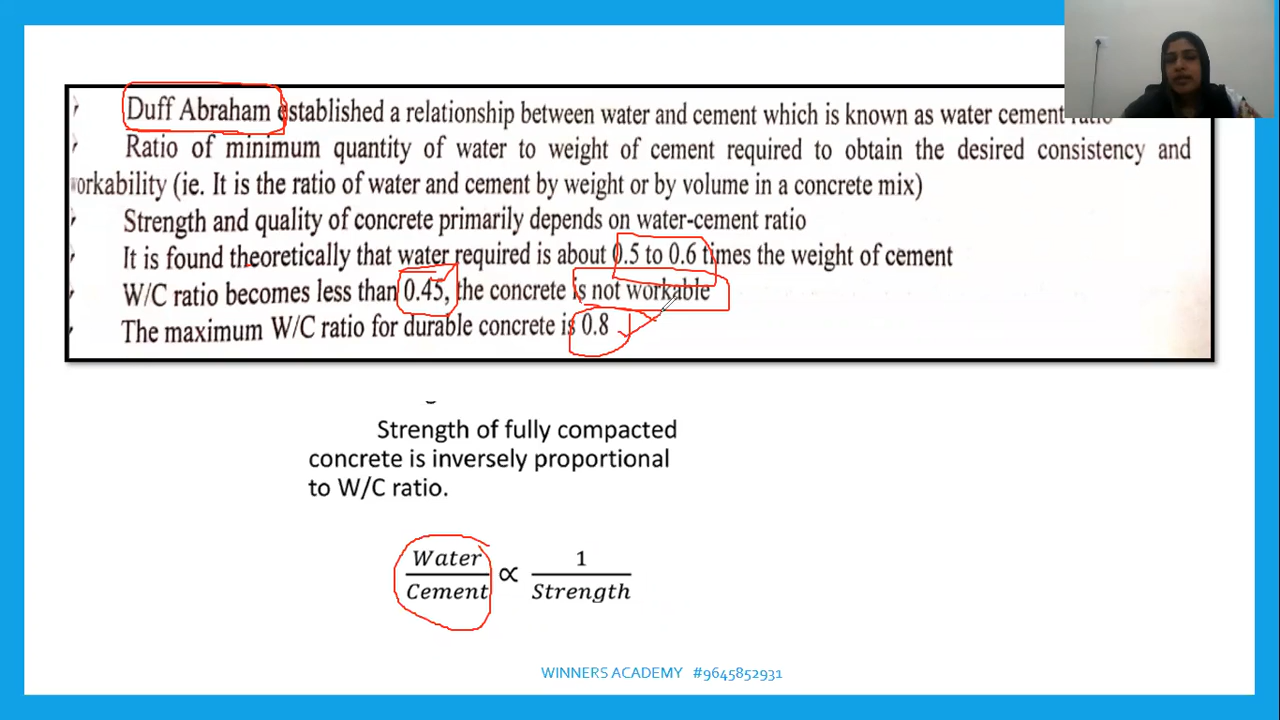 Duff Abraham established a relationship between water and cement which is known as water cement ratio
Ratio of minimum quantity of water to weight of cement required to obtain the desired consistency and
workability (ie. It is the ratio of water and cement by weight or by volume in a concrete mix)
Strength and quality of concrete primarily depends on water-cement ratio
It is found theoretically that water required is about 0.5 to 0.6 times the weight of cement
W/C ratio becomes less than 0.45, the concrete is not workable
The maximum W/C ratio for durable concrete is 0.8
Strength of fully compacted
concrete is inversely proportional
to W/C ratio.
Water/Cement ∝ 1/Strength
WINNERS ACADEMY #9645852931